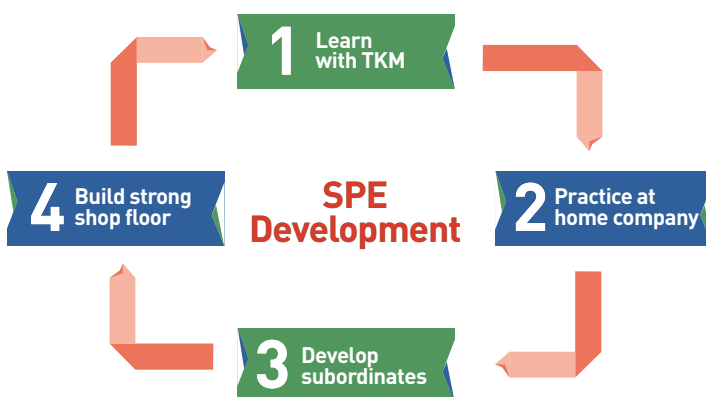 1 Learn
with TKM
2 Practice at
home company
3 Develop
subordinates
4 Build strong
shop floor
SPE
Development